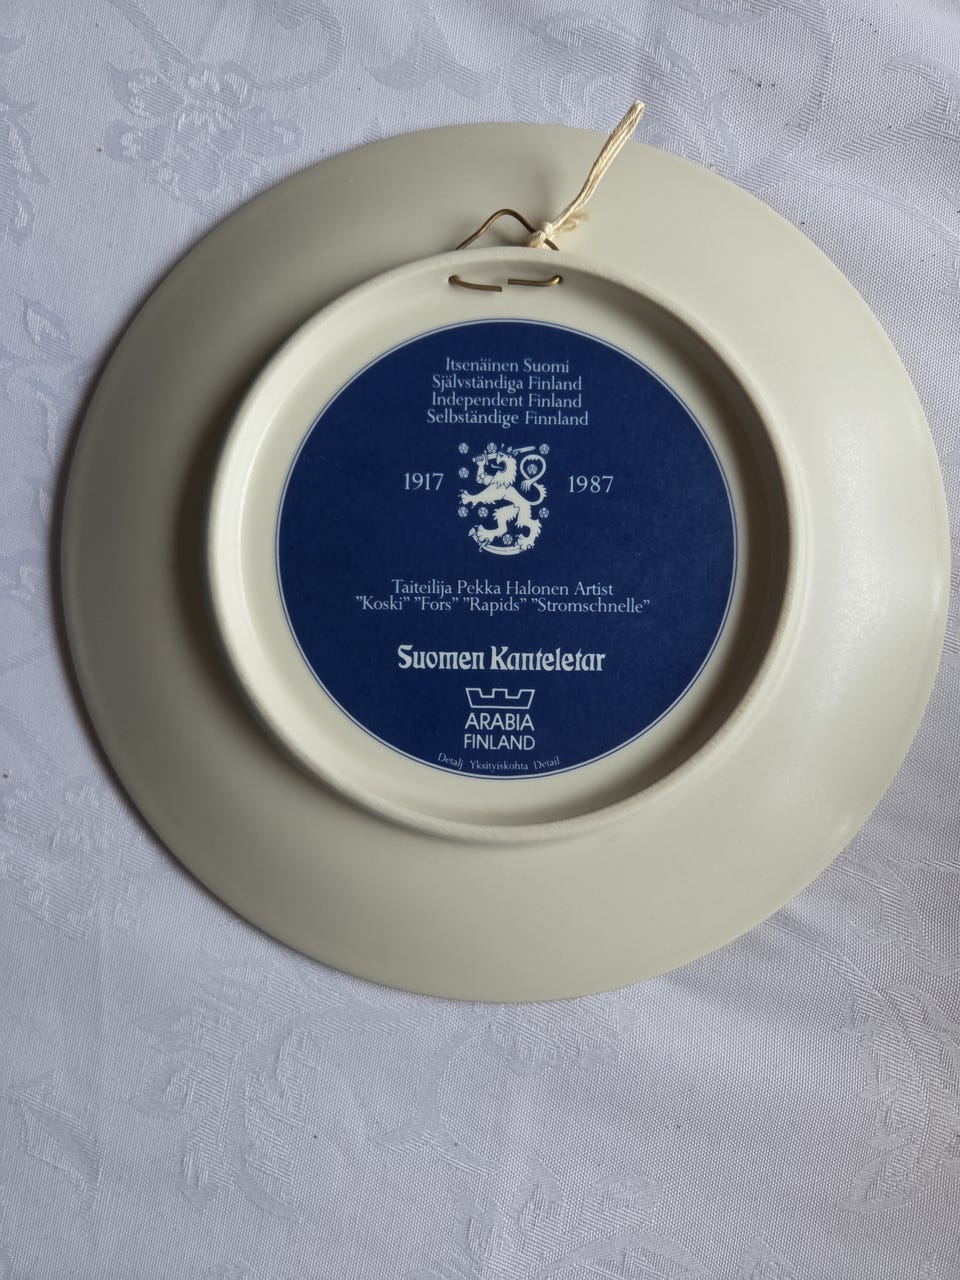 Itsenäinen Suomi
Självständiga Finland
Independent Finland
Selbständige Finnland
1917 1987
Taiteilija Pekka Halonen Artist
"Koski" "Fors" "Rapids" "Stromschnelle"
Suomen Kanteletar
ARABIA
FINLAND
Detalj Yksityiskohta Detail